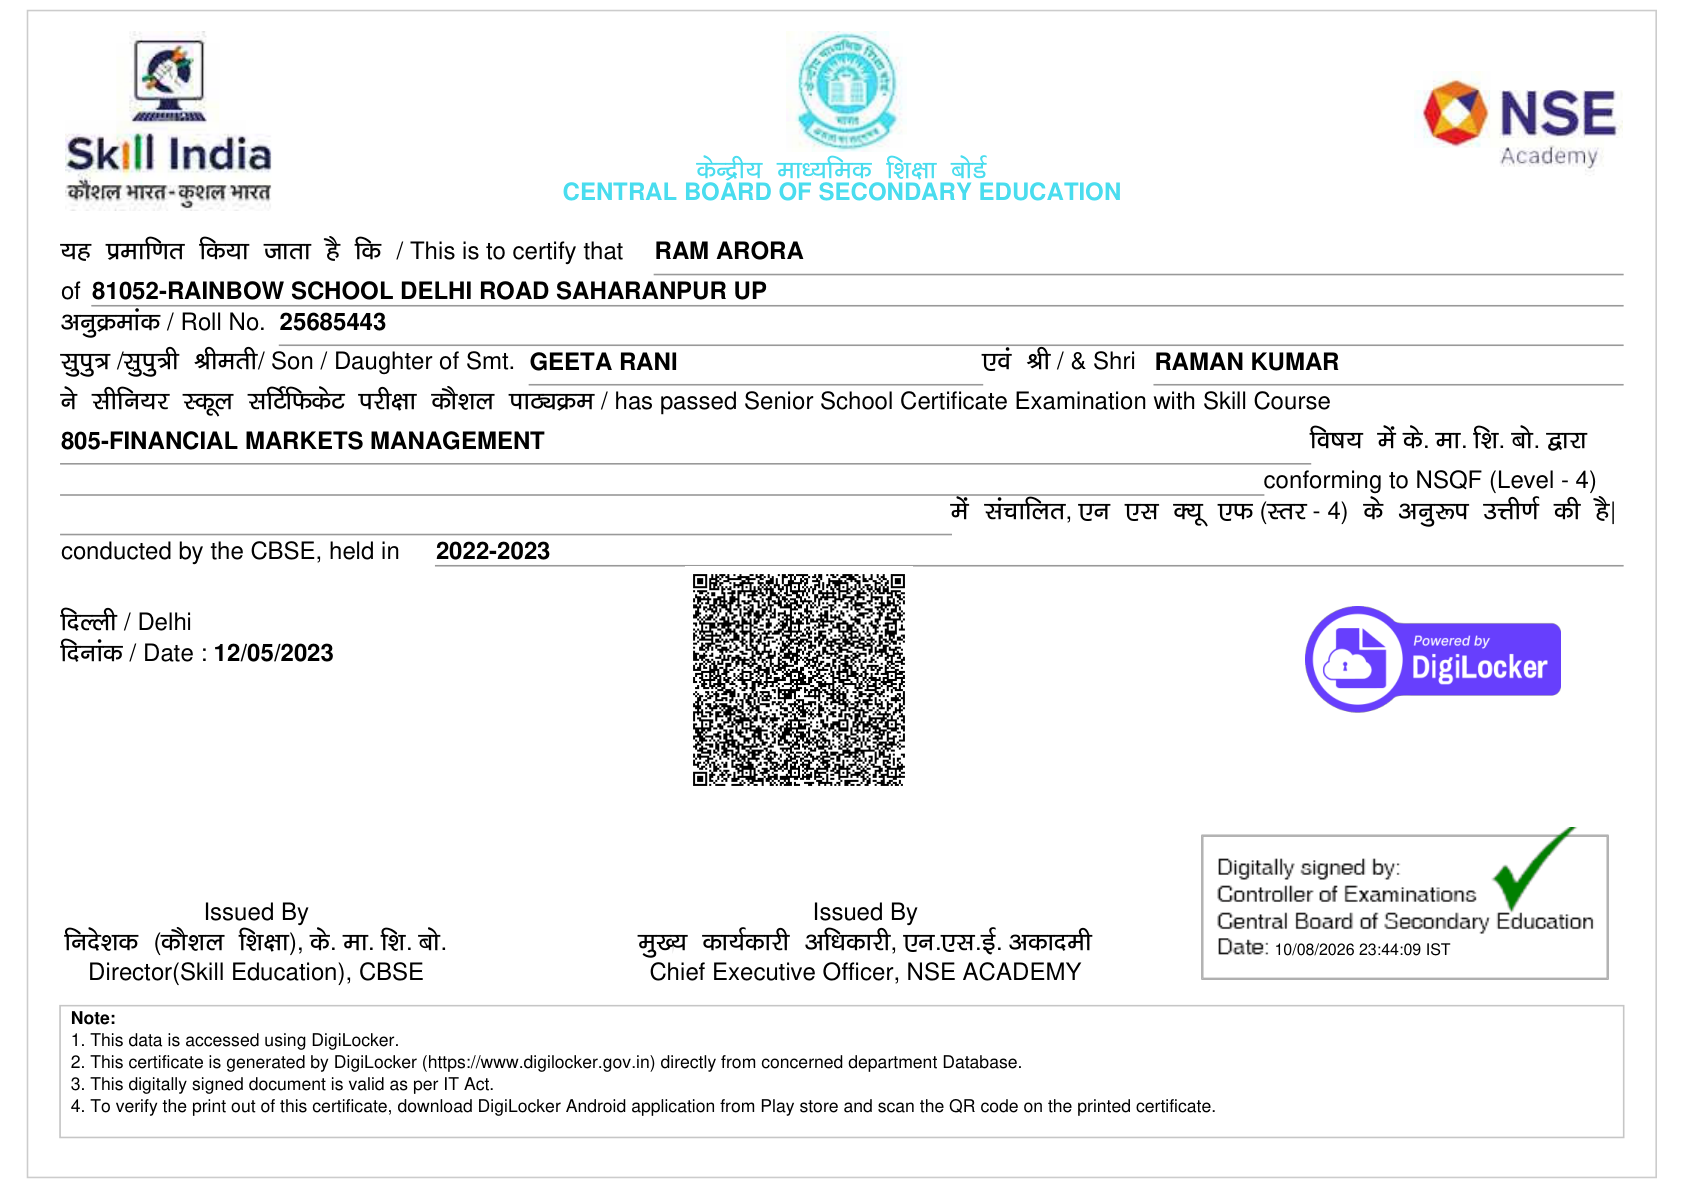 Skill India
कौशल भारत-कुशल भारत
NSE
Academy
भारत
केन्द्रीय माध्यमिक शिक्षा बोर्ड
CENTRAL BOARD OF SECONDARY EDUCATION
यह प्रमाणित किया जाता है कि / This is to certify that RAM ARORA
of 81052-RAINBOW SCHOOL DELHI ROAD SAHARANPUR UP
अनुक्रमांक / Roll No. 25685443
सुपुत्र /सुपुत्री श्रीमती/ Son / Daughter of Smt. GEETA RANI एवं श्री / & Shri RAMAN KUMAR
ने सीनियर स्कूल सर्टिफिकेट परीक्षा कौशल पाठ्यक्रम / has passed Senior School Certificate Examination with Skill Course
805-FINANCIAL MARKETS MANAGEMENT विषय में के. मा. शि. बो. द्वारा
conforming to NSQF (Level - 4)
में संचालित, एन एस क्यू एफ (स्तर - 4) के अनुरूप उत्तीर्ण की है|
conducted by the CBSE, held in 2022-2023
दिल्ली / Delhi
दिनांक / Date : 12/05/2023
Powered by
DigiLocker
Digitally signed by:
Controller of Examinations
Central Board of Secondary Education
Date: 10/08/2026 23:44:09 IST
Issued By
निदेशक (कौशल शिक्षा), के. मा. शि. बो.
Director(Skill Education), CBSE
Issued By
मुख्य कार्यकारी अधिकारी, एन.एस.ई. अकादमी
Chief Executive Officer, NSE ACADEMY
Note:
1. This data is accessed using DigiLocker.
2. This certificate is generated by DigiLocker (https://www.digilocker.gov.in) directly from concerned department Database.
3. This digitally signed document is valid as per IT Act.
4. To verify the print out of this certificate, download DigiLocker Android application from Play store and scan the QR code on the printed certificate.